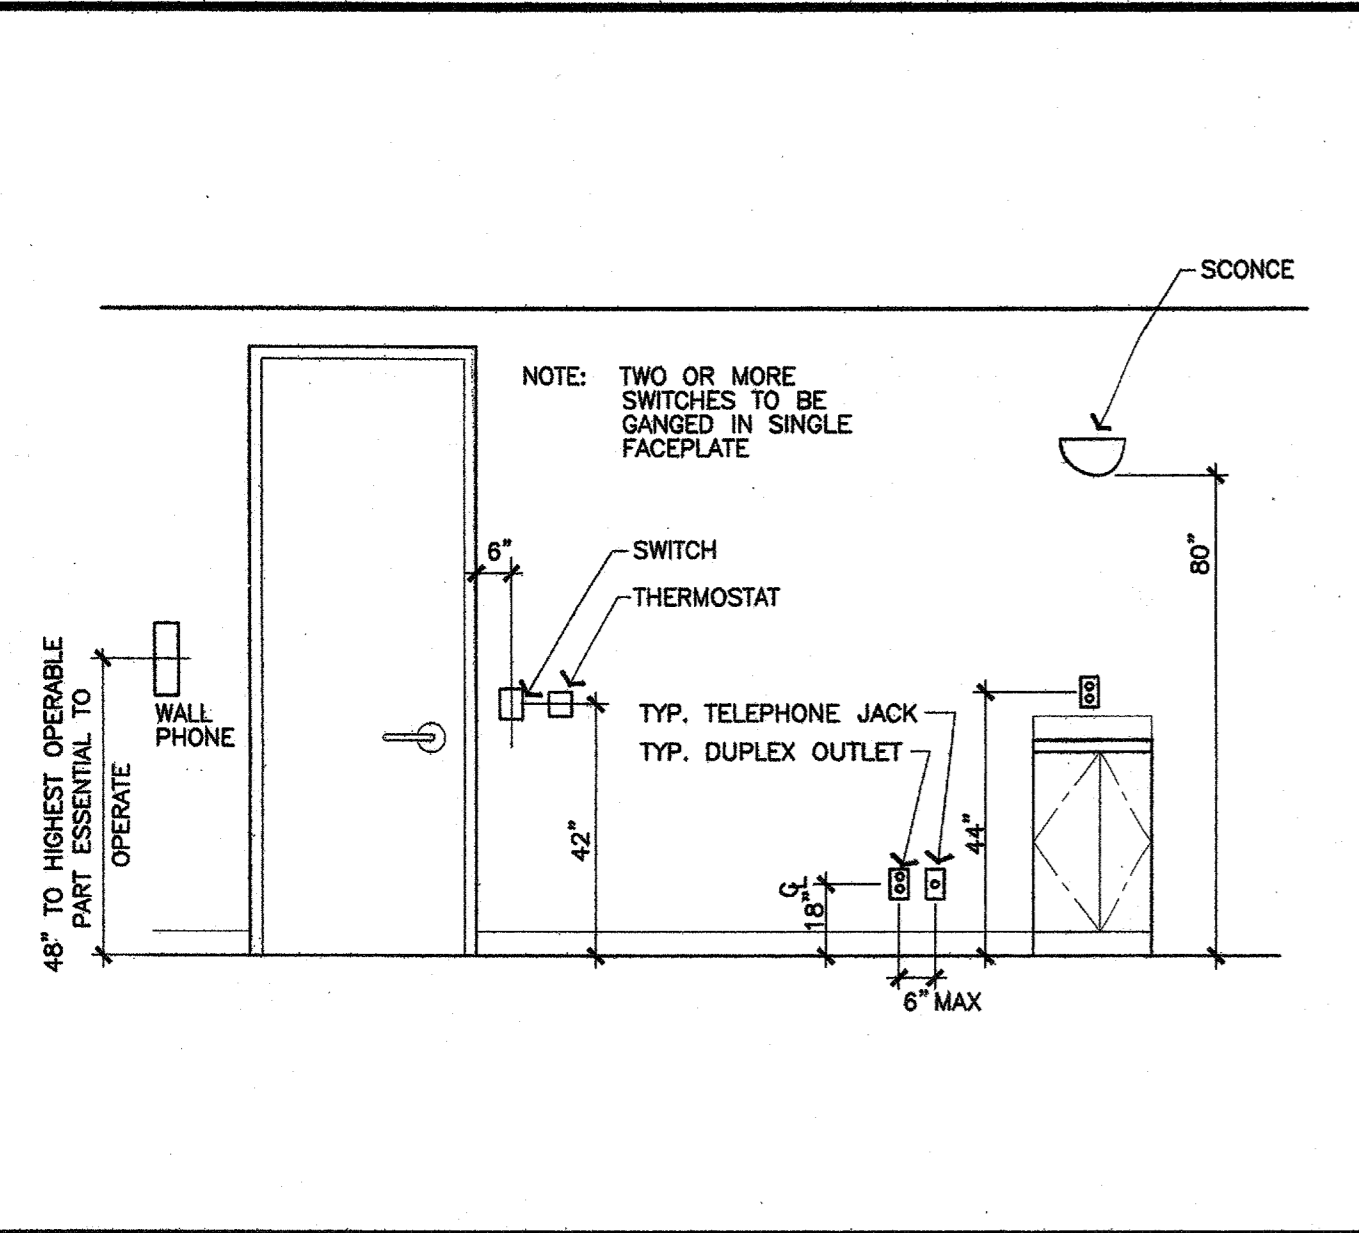 SCONCE
NOTE: TWO OR MORE
SWITCHES TO BE
GANGED IN SINGLE
FACEPLATE
6"
SWITCH
THERMOSTAT
80"
48" TO HIGHEST OPERABLE
PART ESSENTIAL TO
OPERATE
WALL
PHONE
TYP. TELEPHONE JACK
TYP. DUPLEX OUTLET
42"
44"
CL
18"
6" MAX